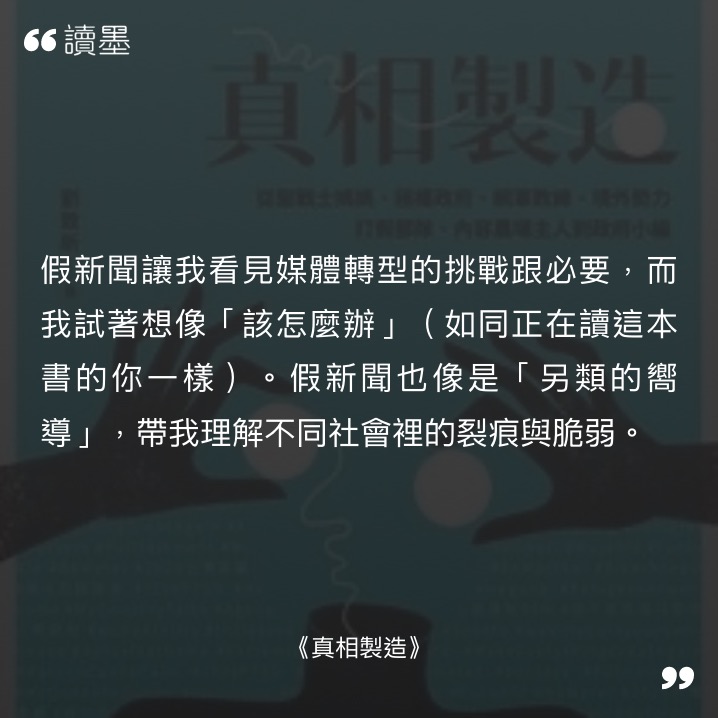 讀墨
真相製造
假新聞讓我看見媒體轉型的挑戰跟必要，而
我試著想像「該怎麼辦」（如同正在讀這本
書的你一樣）。假新聞也像是「另類的嚮
導」，帶我理解不同社會裡的裂痕與脆弱。
《真相製造》